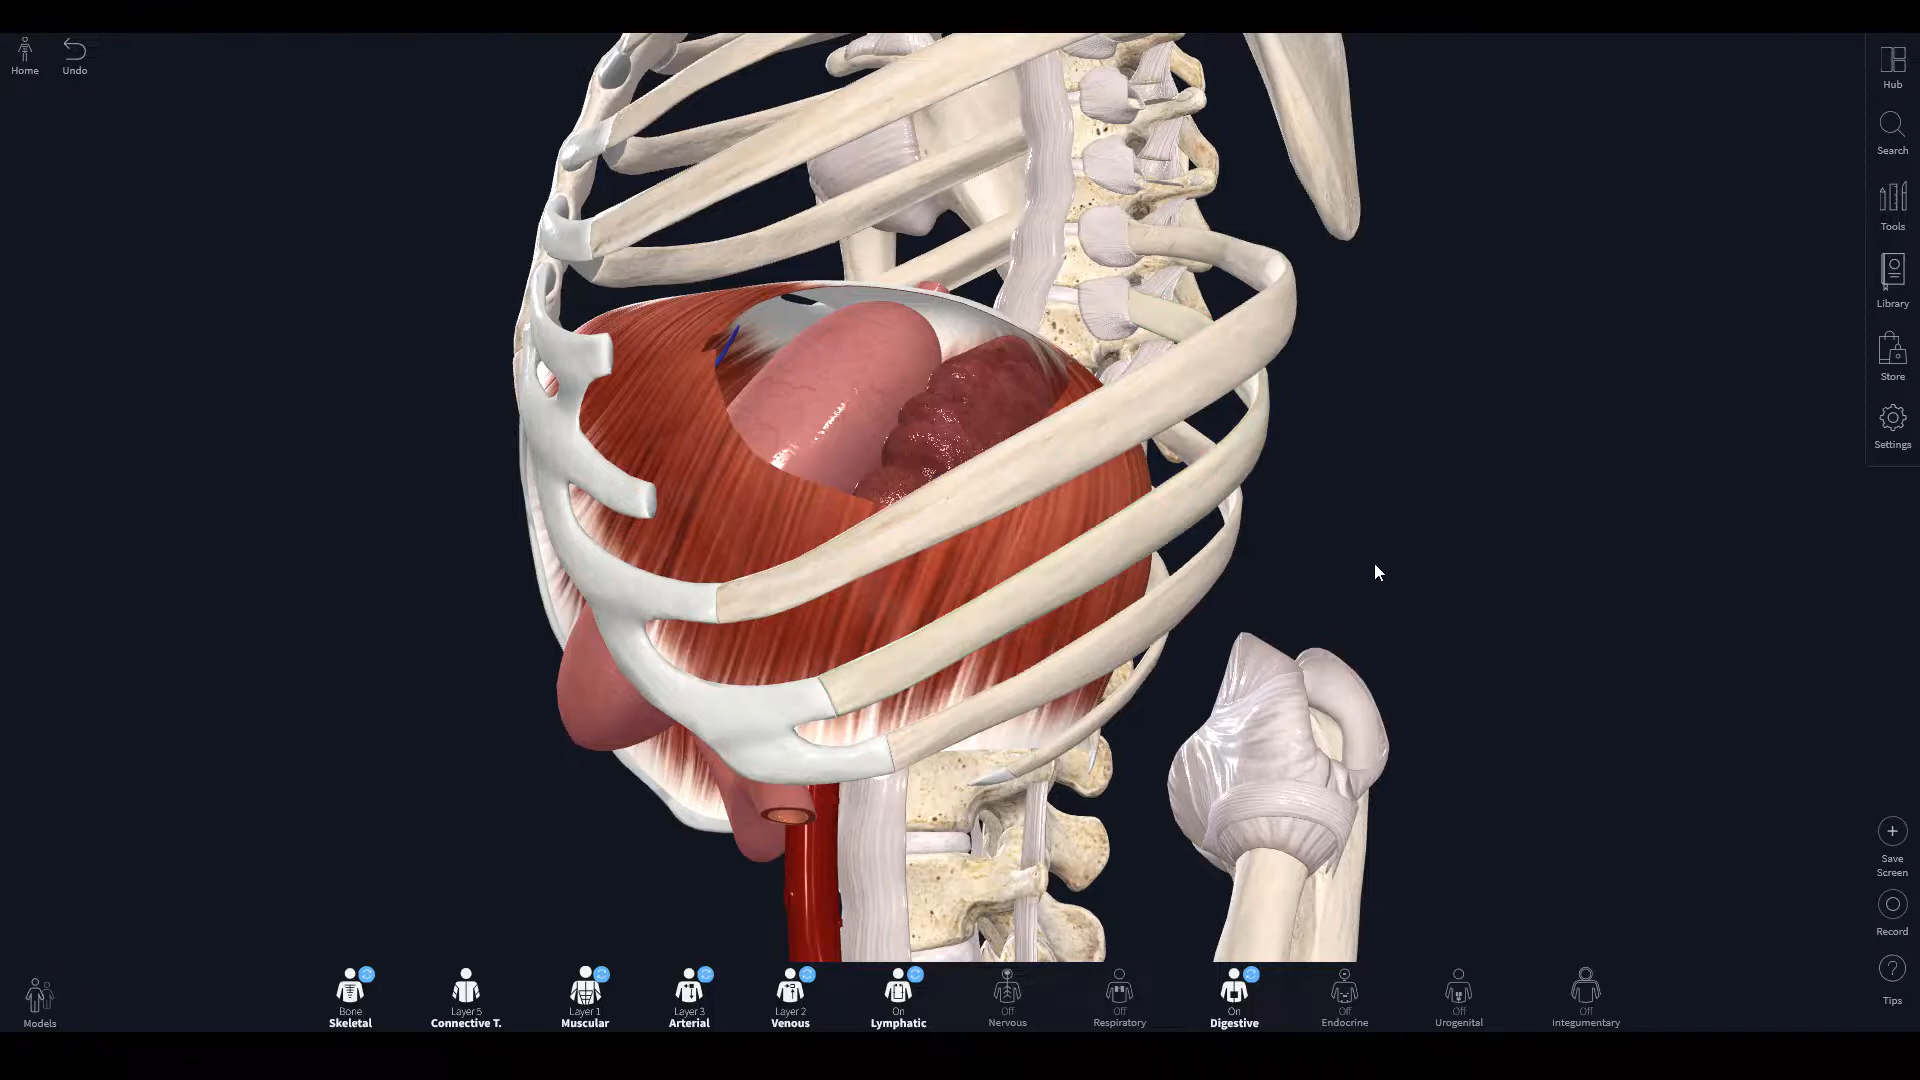 Home
Undo
Hub
Search
Tools
Library
Store
Settings
Save
Screen
Record
Tips
Models
Bone
Skeletal
Layer 5
Connective T.
Layer 1
Muscular
Layer 3
Arterial
Layer 2
Venous
On
Lymphatic
Off
Nervous
Off
Respiratory
On
Digestive
Off
Endocrine
Off
Urogenital
Off
Integumentary